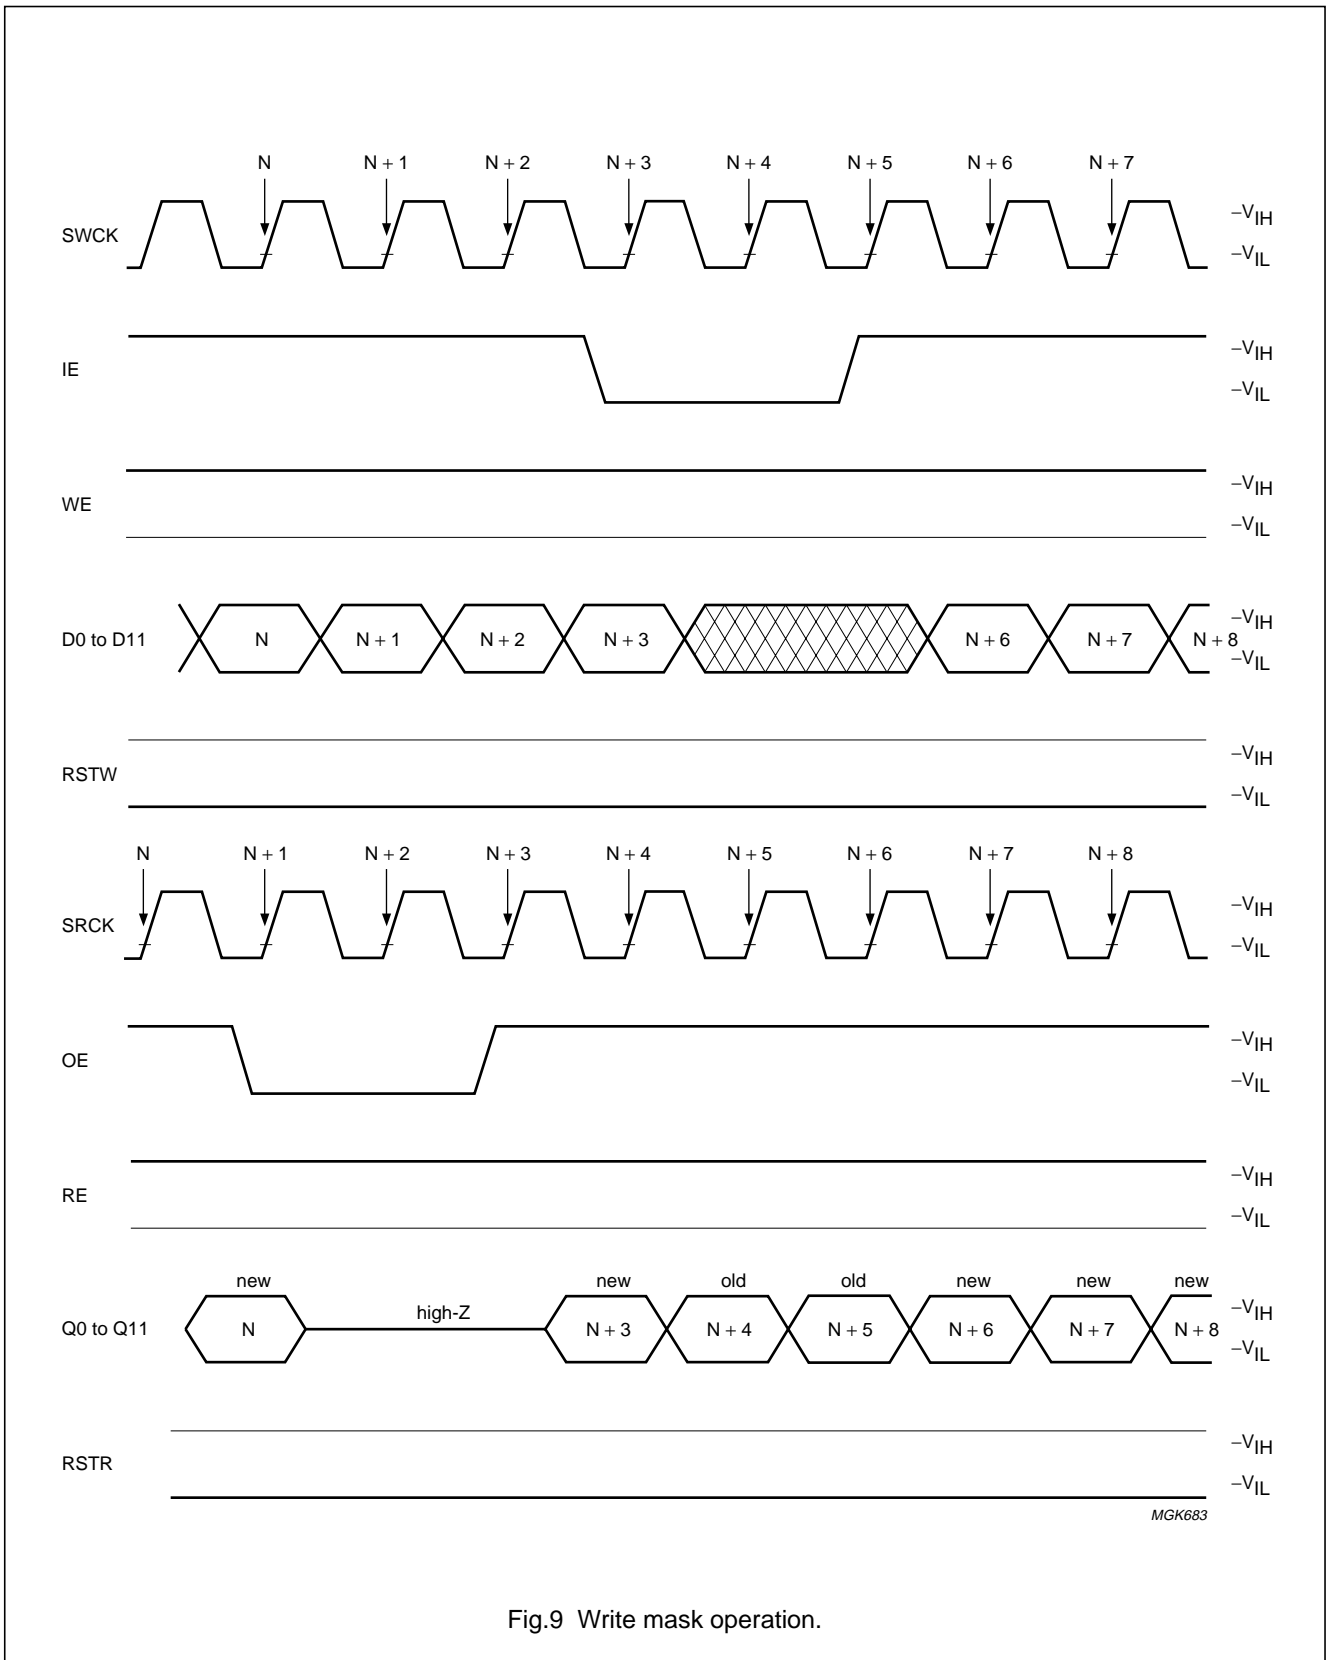 N N + 1 N + 2 N + 3 N + 4 N + 5 N + 6 N + 7
SWCK
–VIH
–VIL
IE
–VIH
–VIL
WE
–VIH
–VIL
D0 to D11
N N + 1 N + 2 N + 3 N + 6 N + 7 N + 8
–VIH
–VIL
RSTW
–VIH
–VIL
N N + 1 N + 2 N + 3 N + 4 N + 5 N + 6 N + 7 N + 8
SRCK
–VIH
–VIL
OE
–VIH
–VIL
RE
–VIH
–VIL
new new old old new new new
high-Z
Q0 to Q11
N N + 3 N + 4 N + 5 N + 6 N + 7 N + 8
–VIH
–VIL
RSTR
–VIH
–VIL
MGK683
Fig.9 Write mask operation.